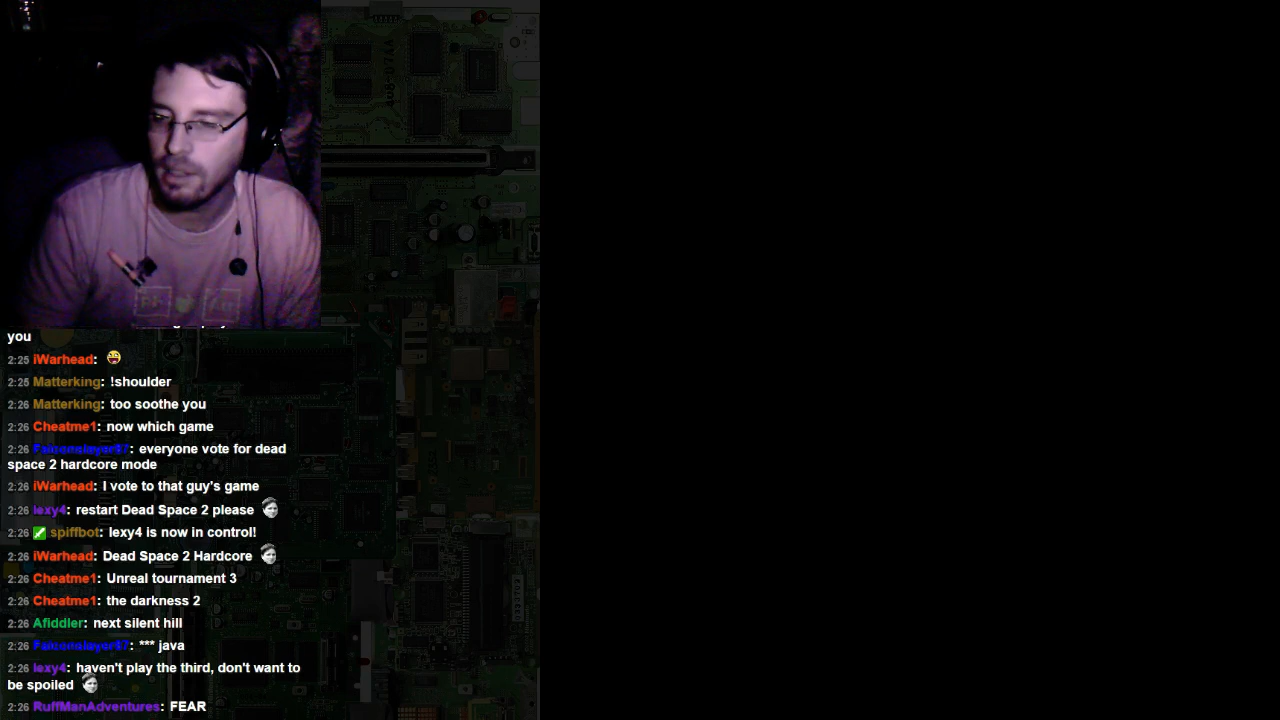 you
2:25 iWarhead:
2:25 Matterking: !shoulder
2:26 Matterking: too soothe you
2:26 Cheatme1: now which game
2:26 Falconslayer97: everyone vote for dead
space 2 hardcore mode
2:26 iWarhead: I vote to that guy's game
2:26 lexy4: restart Dead Space 2 please
2:26 spiffbot: lexy4 is now in control!
2:26 iWarhead: Dead Space 2 Hardcore
2:26 Cheatme1: Unreal tournament 3
2:26 Cheatme1: the darkness 2
2:26 Afiddler: next silent hill
2:26 Falconslayer97: *** java
2:26 lexy4: haven't play the third, don't want to
be spoiled
2:26 RuffManAdventures: FEAR